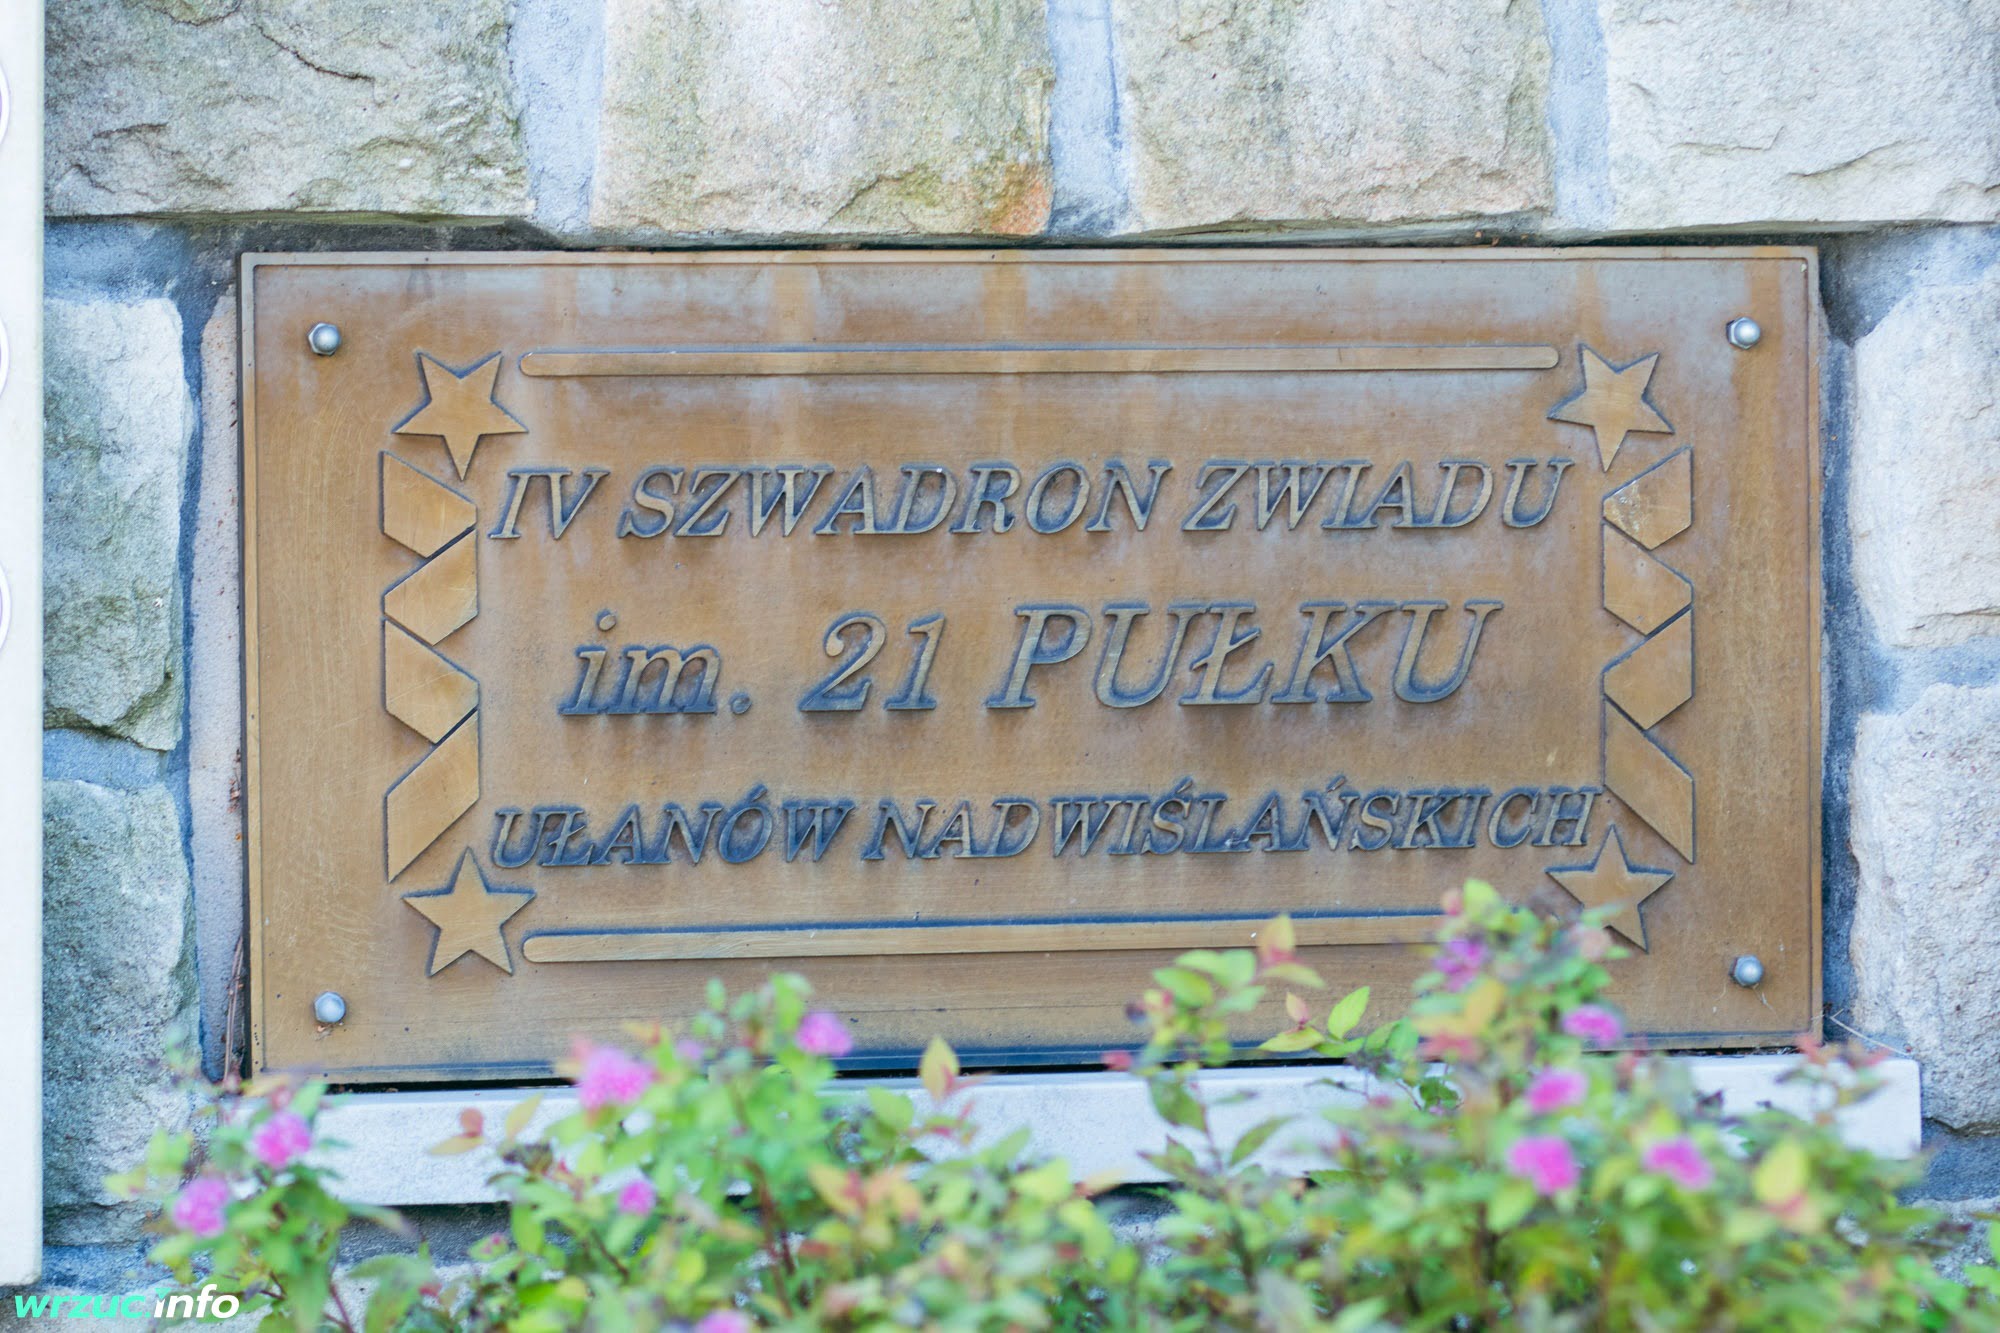 IV SZWADRON ZWIADU
im. 21 PUŁKU
UŁANÓW NADWIŚLAŃSKICH
wrzuc.info